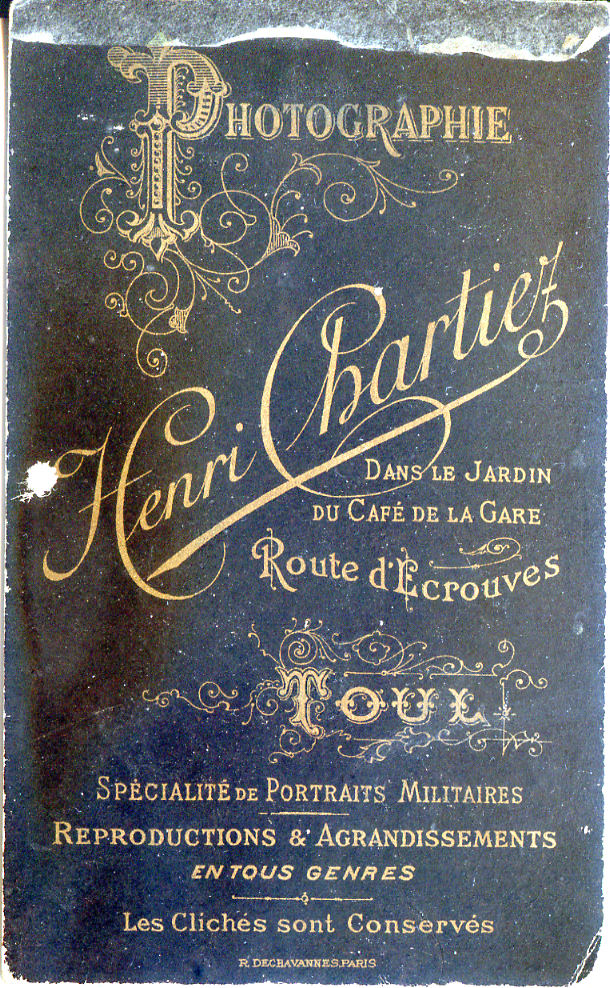 PHOTOGRAPHIE
Henri Chartier
DANS LE JARDIN
DU CAFÉ DE LA GARE
Route d'Ecrouves
TOUL
SPÉCIALITÉ DE PORTRAITS MILITAIRES
REPRODUCTIONS & AGRANDISSEMENTS
EN TOUS GENRES
Les Clichés sont Conservés
R. DECHAVANNES, PARIS